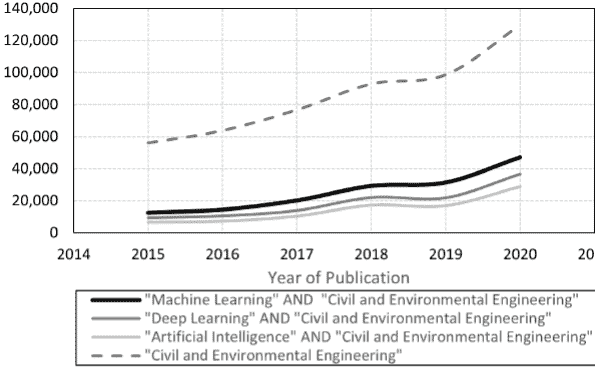 140,000
120,000
100,000
80,000
60,000
40,000
20,000
0
2014 2015 2016 2017 2018 2019 2020 20
Year of Publication
"Machine Learning" AND "Civil and Environmental Engineering"
"Deep Learning" AND "Civil and Environmental Engineering"
"Artificial Intelligence" AND "Civil and Environmental Engineering"
"Civil and Environmental Engineering"